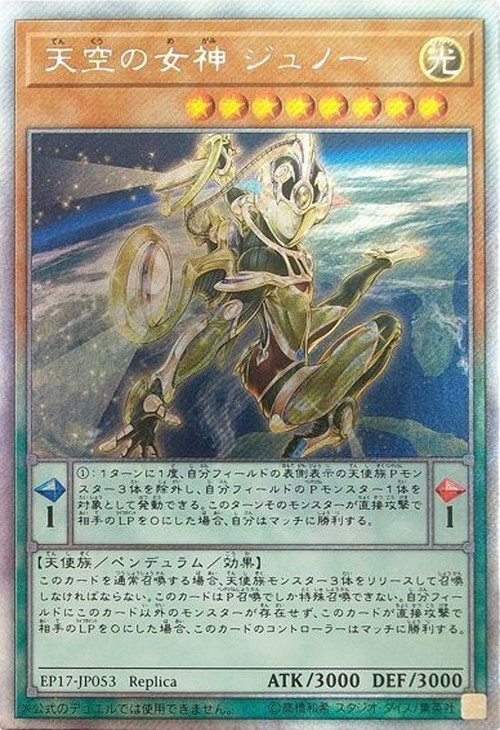 天空の女神 ジュノー
光
①：1ターンに1度、自分フィールドの表側表示の天使族Pモ
ンスター3体を除外し、自分フィールドのPモンスター1体を
対象として発動できる。このターンそのモンスターが直接攻撃で
相手のLPを0にした場合、自分はマッチに勝利する。
1
1
【天使族／ペンデュラム／効果】
このカードを通常召喚する場合、天使族モンスター3体をリリースして召喚
しなければならない。このカードはP召喚でしか特殊召喚できない。自分フィー
ルドにこのカード以外のモンスターが存在せず、このカードが直接攻撃で
相手のLPを0にした場合、このカードのコントローラーはマッチに勝利する。
EP17-JP053 Replica ATK/3000 DEF/3000
※公式のデュエルでは使用できません。 ©高橋和希 スタジオ・ダイス/集英社